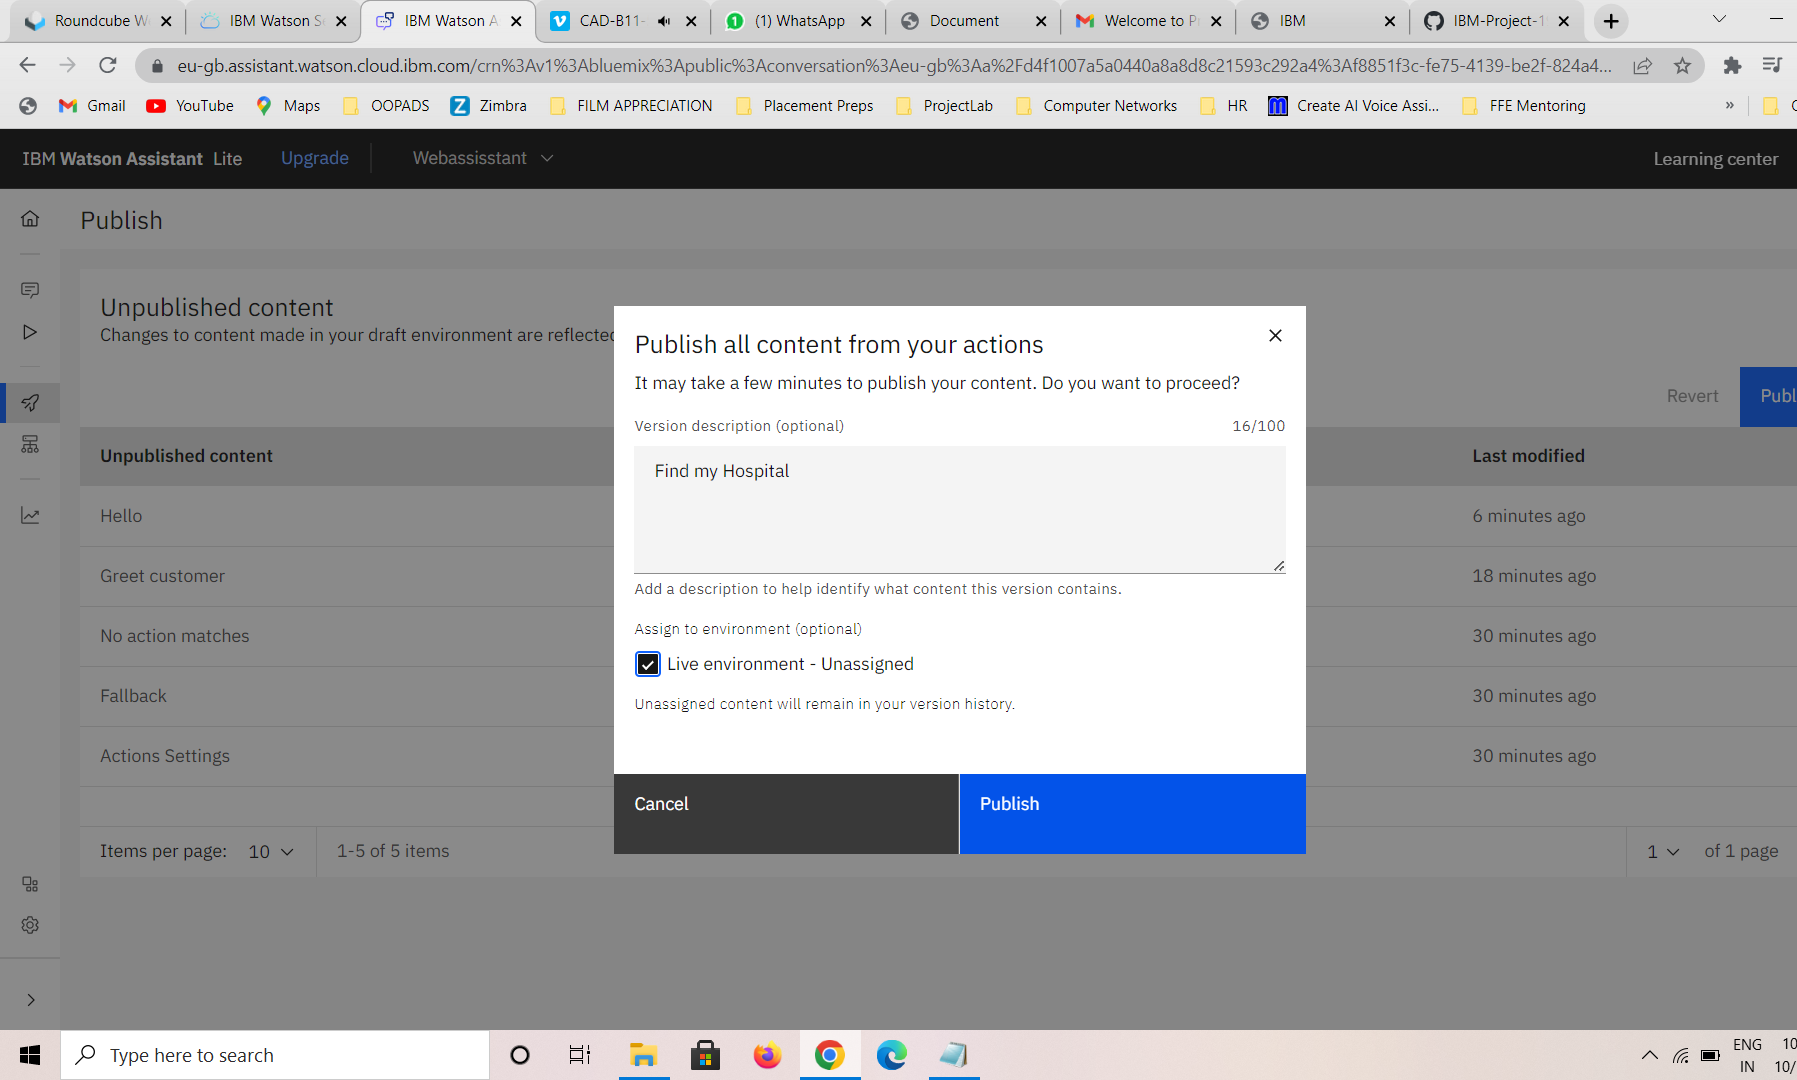 Roundcube W
IBM Watson S
IBM Watson A
CAD-B11-
(1) WhatsApp
Document
Welcome to P
IBM
IBM-Project-1
eu-gb.assistant.watson.cloud.ibm.com/crn%3Av1%3Abluemix%3Apublic%3Aconversation%3Aeu-gb%3Aa%2Fd4f1007a5a0440a8a8d8c21593c292a4%3Af8851f3c-fe75-4139-be2f-824a4...
Gmail
YouTube
Maps
OOPADS
Zimbra
FILM APPRECIATION
Placement Preps
ProjectLab
Computer Networks
HR
Create AI Voice Assi...
FFE Mentoring
»
IBM Watson Assistant Lite
Upgrade
Webassisstant
Learning center
Publish
Unpublished content
Changes to content made in your draft environment are reflected
Revert
Publ
Unpublished content
Last modified
Hello
6 minutes ago
Greet customer
18 minutes ago
No action matches
30 minutes ago
Fallback
30 minutes ago
Actions Settings
30 minutes ago
Items per page: 10
1-5 of 5 items
1
of 1 page
Publish all content from your actions
It may take a few minutes to publish your content. Do you want to proceed?
Version description (optional)
16/100
Find my Hospital
Add a description to help identify what content this version contains.
Assign to environment (optional)
Live environment - Unassigned
Unassigned content will remain in your version history.
Cancel
Publish
Type here to search
ENG
IN
10
10/